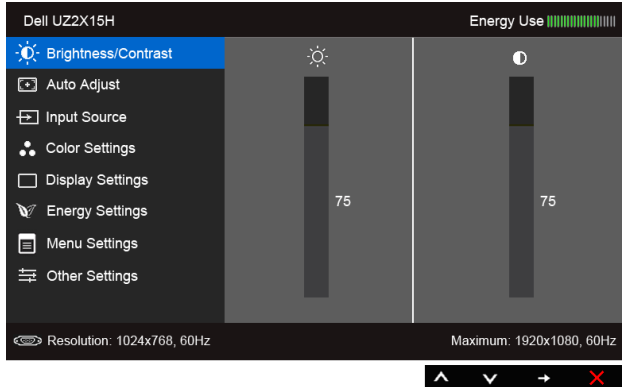 Dell UZ2X15H
Energy Use
Brightness/Contrast
Auto Adjust
Input Source
Color Settings
Display Settings
Energy Settings
Menu Settings
Other Settings
75
75
Resolution: 1024x768, 60Hz
Maximum: 1920x1080, 60Hz